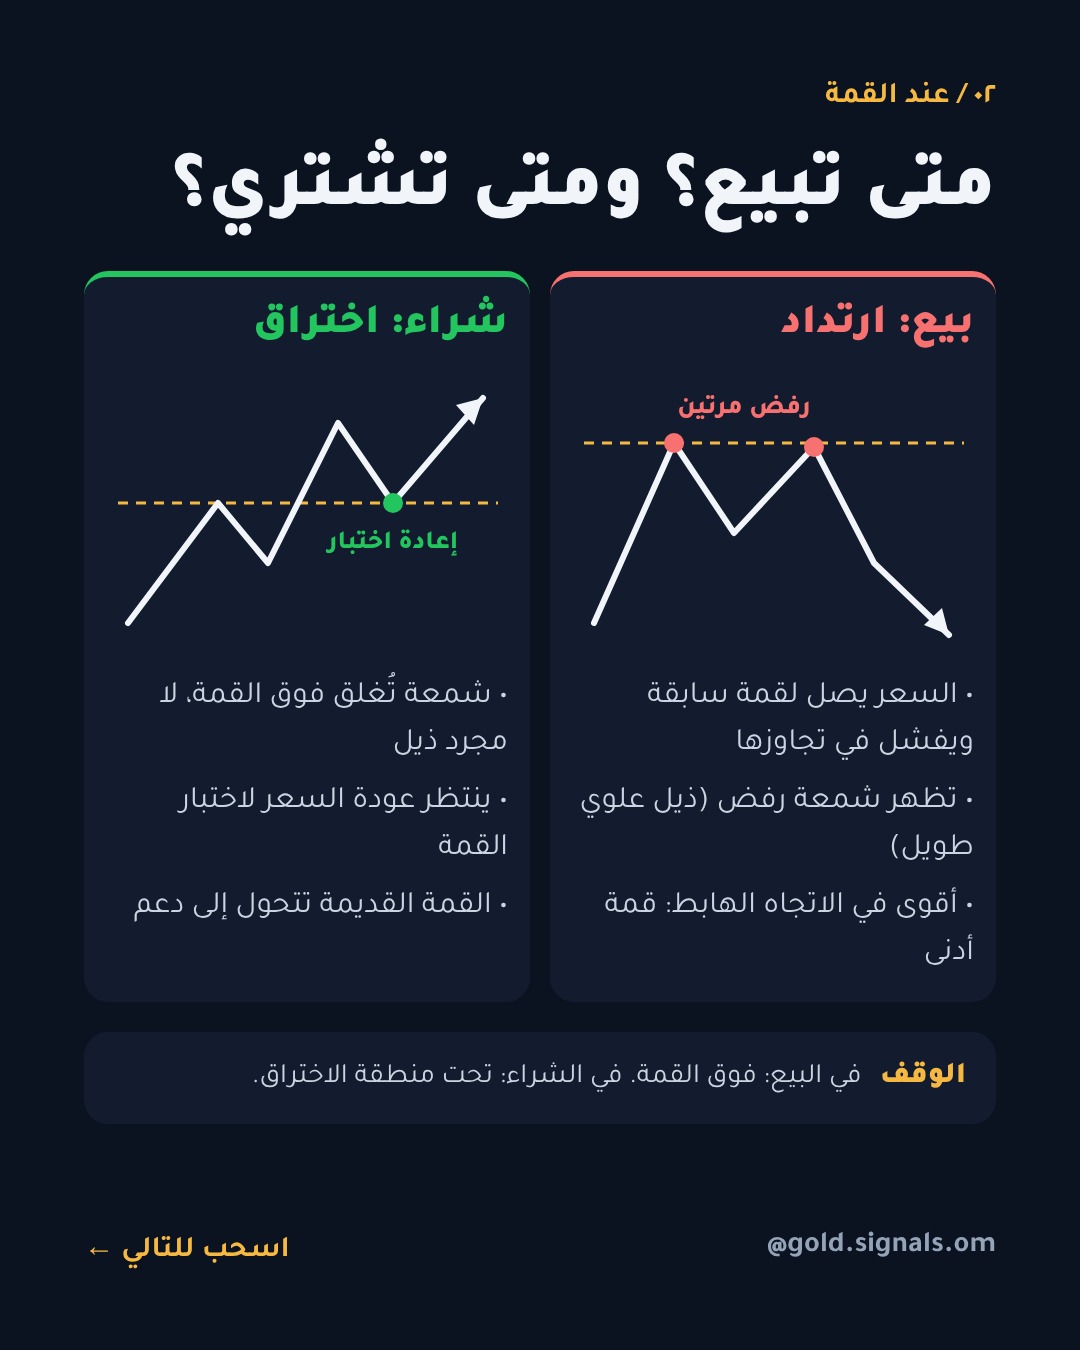 ٠٢ / عند القمة
متى تبيع؟ ومتى تشتري؟
بيع: ارتداد
رفض مرتين
• السعر يصل لقمة سابقة
ويفشل في تجاوزها
• تظهر شمعة رفض (ذيل علوي
طويل)
• أقوى في الاتجاه الهابط: قمة
أدنى
شراء: اختراق
إعادة اختبار
• شمعة تُغلق فوق القمة، لا
مجرد ذيل
• ينتظر عودة السعر لاختبار
القمة
• القمة القديمة تتحول إلى دعم
الوقف في البيع: فوق القمة. في الشراء: تحت منطقة الاختراق.
@gold.signals.om
اسحب للتالي ←